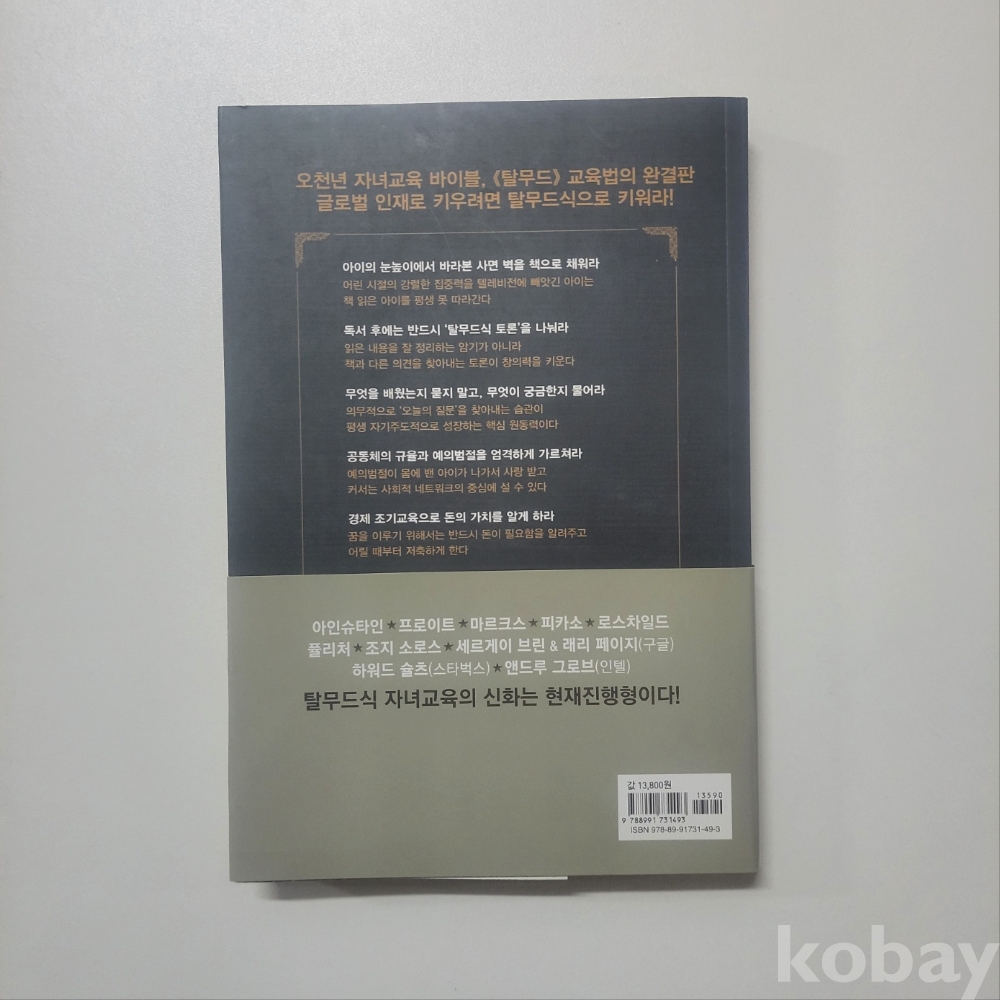 오천년 자녀교육 바이블, 《탈무드》 교육법의 완결판
글로벌 인재로 키우려면 탈무드식으로 키워라!
아이의 눈높이에서 바라본 사면 벽을 책으로 채워라
어린 시절의 강렬한 집중력을 텔레비전에 빼앗긴 아이는
책 읽은 아이를 평생 못 따라간다
독서 후에는 반드시 '탈무드식 토론'을 나눠라
읽은 내용을 잘 정리하는 암기가 아니라
책과 다른 의견을 찾아내는 토론이 창의력을 키운다
무엇을 배웠는지 묻지 말고, 무엇이 궁금한지 물어라
의무적으로 '오늘의 질문'을 찾아내는 습관이
평생 자기주도적으로 성장하는 핵심 원동력이다
공동체의 규율과 예의범절을 엄격하게 가르쳐라
예의범절이 몸에 밴 아이가 나가서 사랑 받고
커서는 사회적 네트워크의 중심에 설 수 있다
경제 조기교육으로 돈의 가치를 알게 하라
꿈을 이루기 위해서는 반드시 돈이 필요함을 알려주고
어릴 때부터 저축하게 한다
아인슈타인★프로이트★마르크스★피카소★로스차일드
퓰리처★조지 소로스★세르게이 브린 & 래리 페이지(구글)
하워드 슐츠(스타벅스)★앤드루 그로브(인텔)
탈무드식 자녀교육의 신화는 현재진행형이다!
값 13,800원
13590
9 788991 731493
ISBN 978-89-91731-49-3
kobay